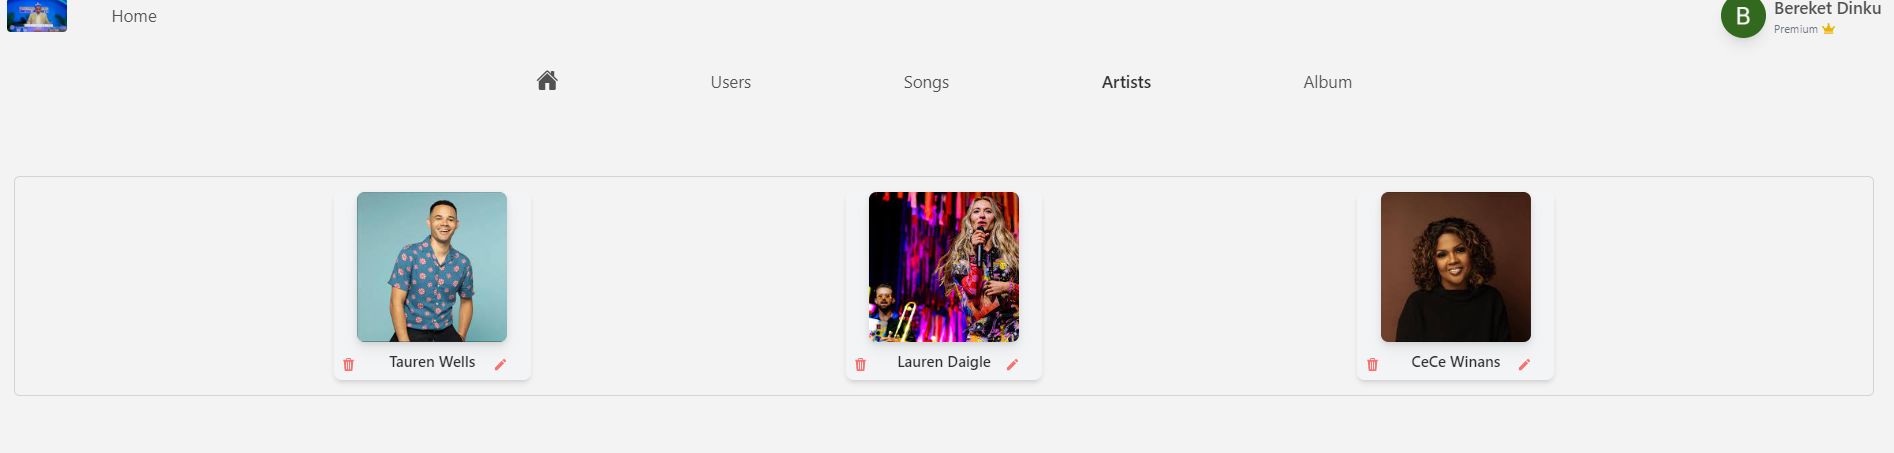 Home
Bereket Dinku
Premium
B
Users
Songs
Artists
Album
Tauren Wells
Lauren Daigle
CeCe Winans